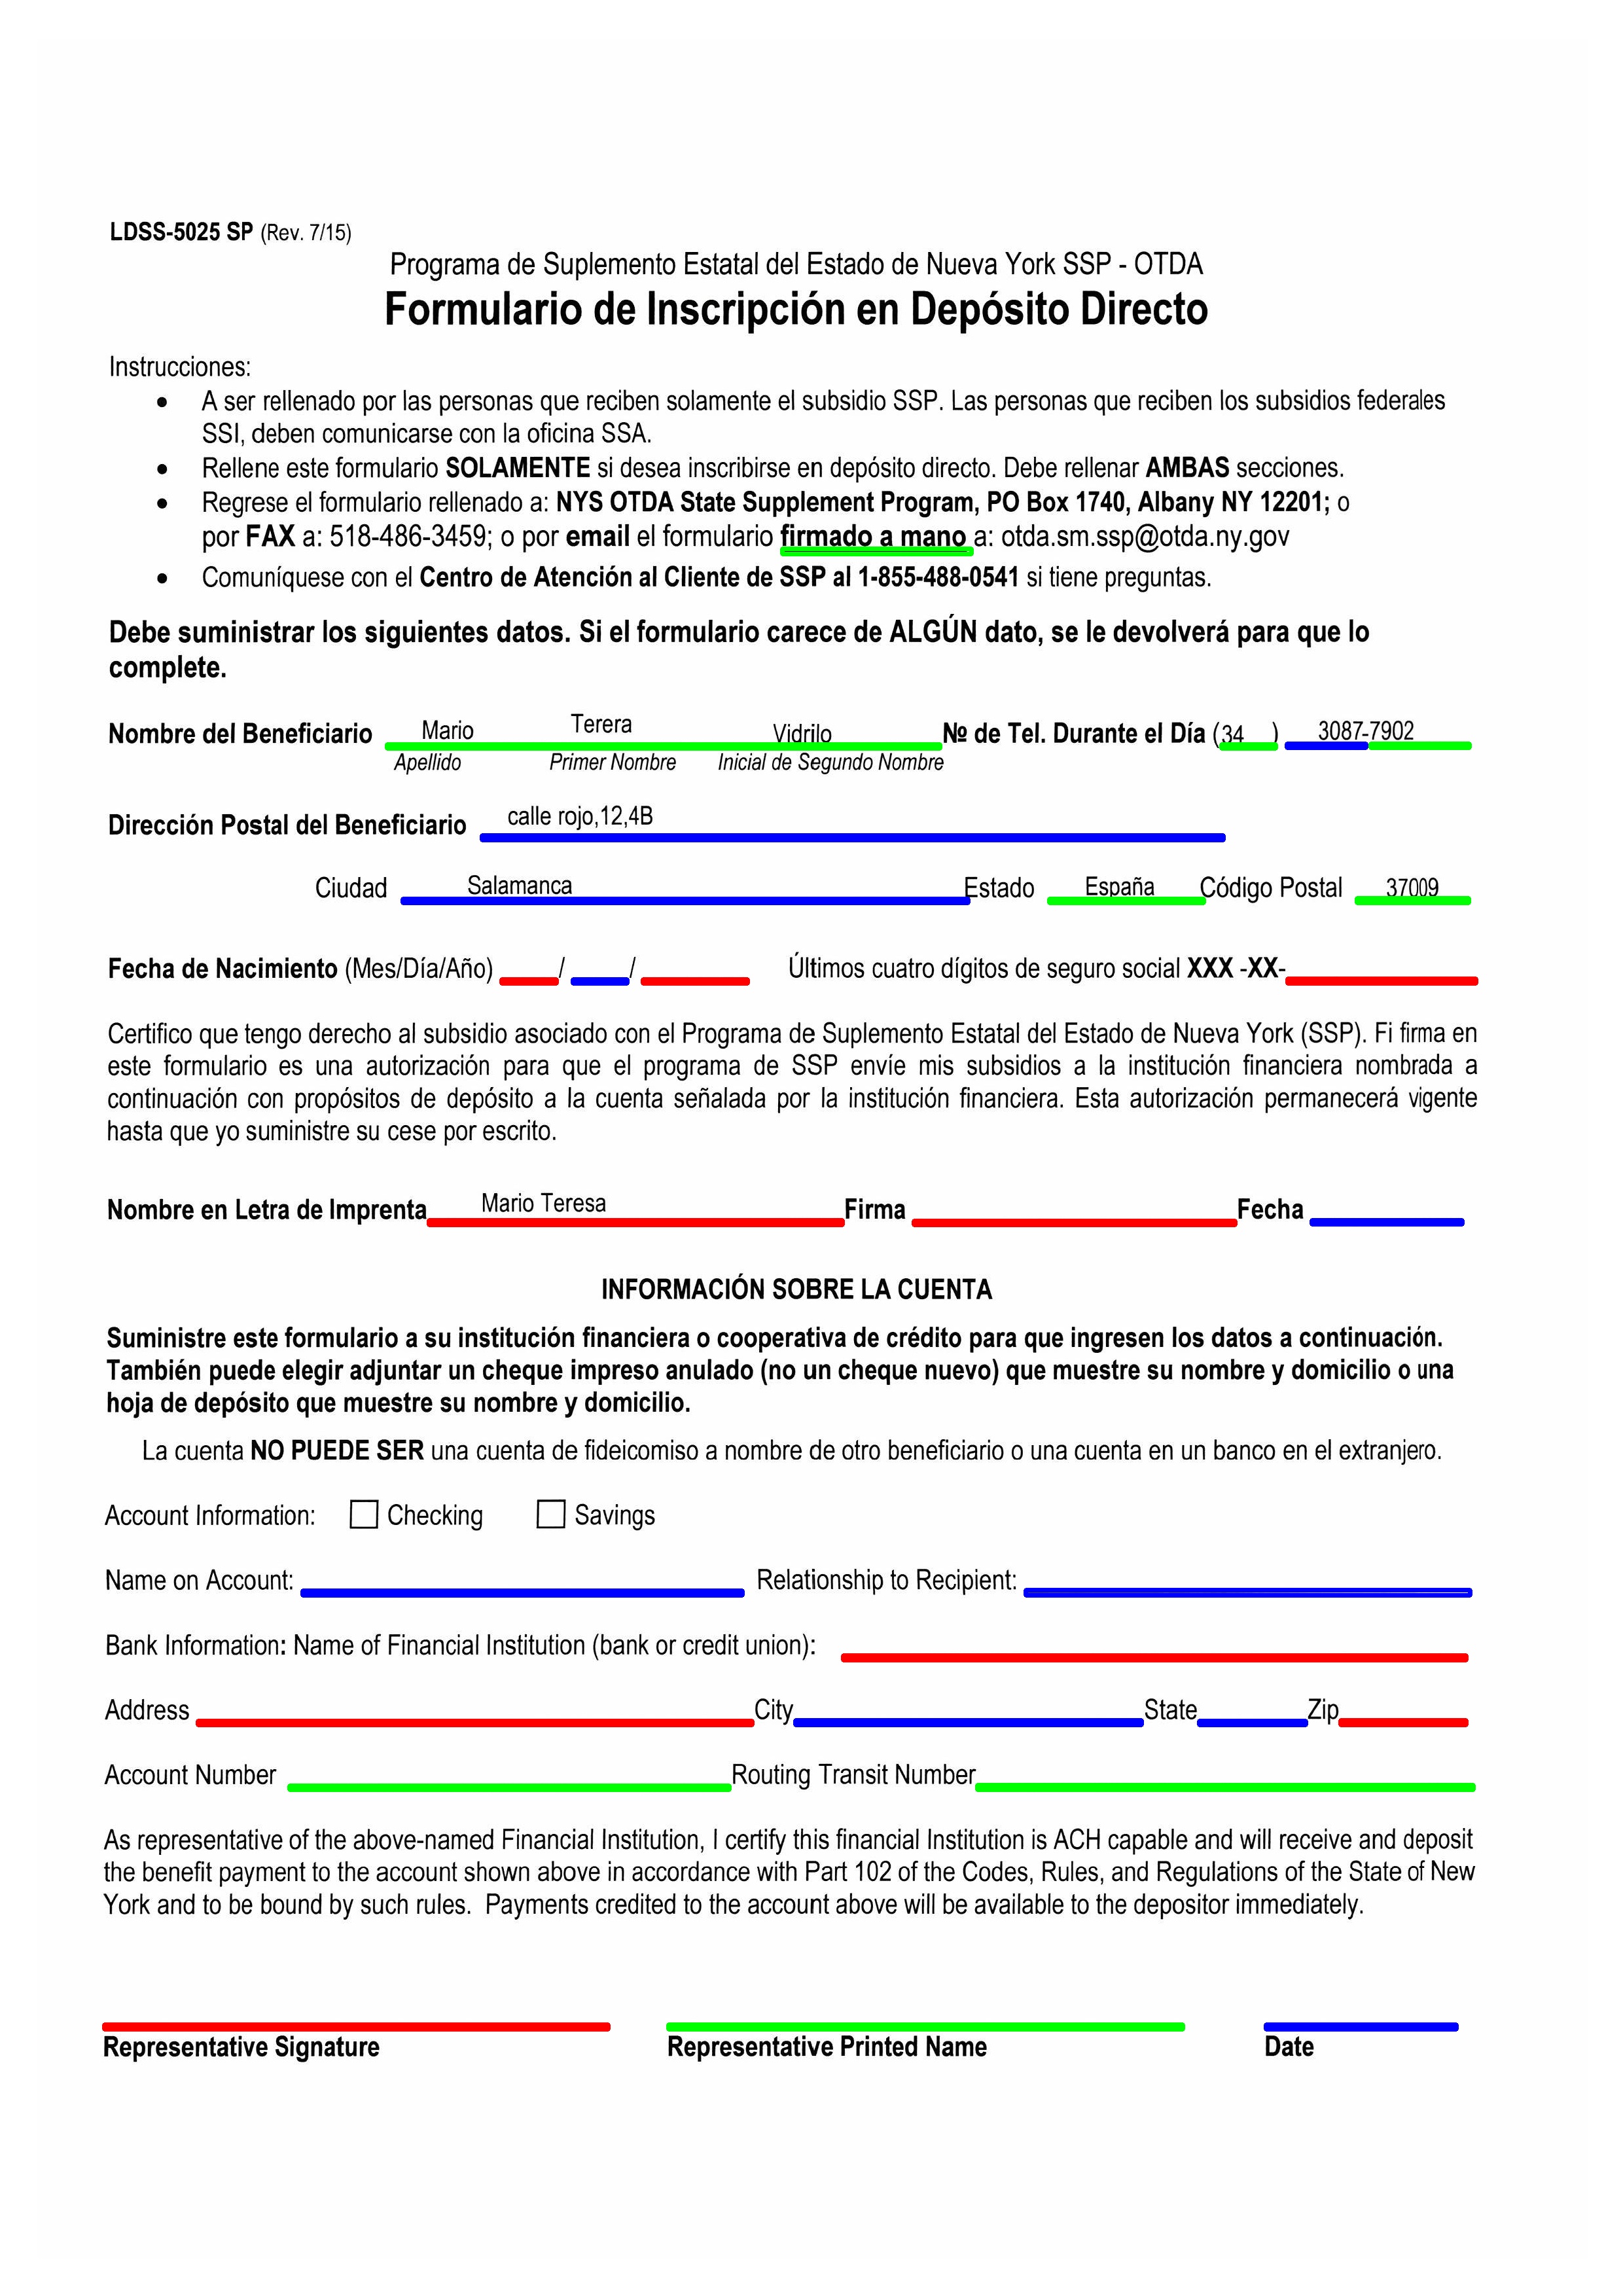 LDSS-5025 SP (Rev. 7/15)
Programa de Suplemento Estatal del Estado de Nueva York SSP - OTDA
Formulario de Inscripción en Depósito Directo
Instrucciones:
• A ser rellenado por las personas que reciben solamente el subsidio SSP. Las personas que reciben los subsidios federales
SSI, deben comunicarse con la oficina SSA.
• Rellene este formulario SOLAMENTE si desea inscribirse en depósito directo. Debe rellenar AMBAS secciones.
• Regrese el formulario rellenado a: NYS OTDA State Supplement Program, PO Box 1740, Albany NY 12201; o
por FAX a: 518-486-3459; o por email el formulario firmado a mano a: otda.sm.ssp@otda.ny.gov
• Comuníquese con el Centro de Atención al Cliente de SSP al 1-855-488-0541 si tiene preguntas.
Debe suministrar los siguientes datos. Si el formulario carece de ALGÚN dato, se le devolverá para que lo
complete.
Nombre del Beneficiario Mario Terera Vidrilo Nº de Tel. Durante el Día (34 ) 3087-7902
Apellido Primer Nombre Inicial de Segundo Nombre
Dirección Postal del Beneficiario calle rojo,12,4B
Ciudad Salamanca Estado España Código Postal 37009
Fecha de Nacimiento (Mes/Día/Año) / / Últimos cuatro dígitos de seguro social XXX -XX-
Certifico que tengo derecho al subsidio asociado con el Programa de Suplemento Estatal del Estado de Nueva York (SSP). Fi firma en
este formulario es una autorización para que el programa de SSP envíe mis subsidios a la institución financiera nombrada a
continuación con propósitos de depósito a la cuenta señalada por la institución financiera. Esta autorización permanecerá vigente
hasta que yo suministre su cese por escrito.
Nombre en Letra de Imprenta Mario Teresa Firma Fecha
INFORMACIÓN SOBRE LA CUENTA
Suministre este formulario a su institución financiera o cooperativa de crédito para que ingresen los datos a continuación.
También puede elegir adjuntar un cheque impreso anulado (no un cheque nuevo) que muestre su nombre y domicilio o una
hoja de depósito que muestre su nombre y domicilio.
La cuenta NO PUEDE SER una cuenta de fideicomiso a nombre de otro beneficiario o una cuenta en un banco en el extranjero.
Account Information: Checking Savings
Name on Account: Relationship to Recipient:
Bank Information: Name of Financial Institution (bank or credit union):
Address City State Zip
Account Number Routing Transit Number
As representative of the above-named Financial Institution, I certify this financial Institution is ACH capable and will receive and deposit
the benefit payment to the account shown above in accordance with Part 102 of the Codes, Rules, and Regulations of the State of New
York and to be bound by such rules. Payments credited to the account above will be available to the depositor immediately.
Representative Signature Representative Printed Name Date